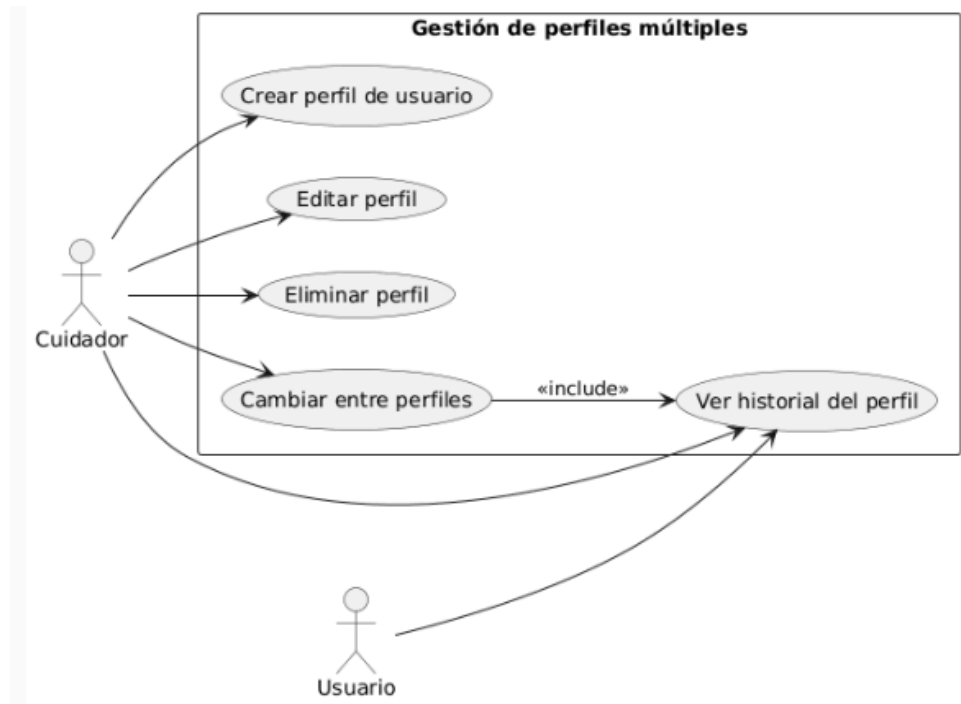 Gestión de perfiles múltiples
Crear perfil de usuario
Editar perfil
Eliminar perfil
Cuidador
Cambiar entre perfiles
«include»
Ver historial del perfil
Usuario